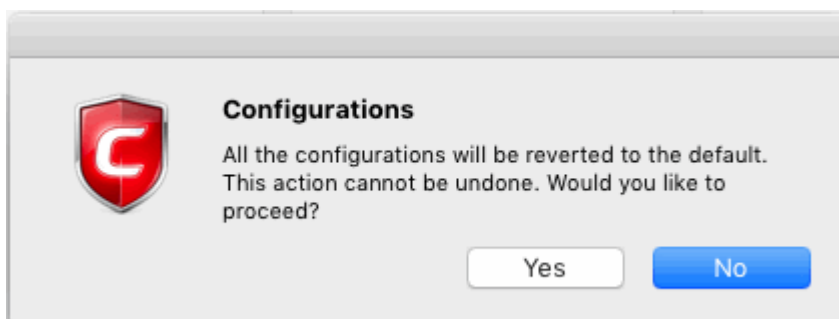 Configurations
All the configurations will be reverted to the default.
This action cannot be undone. Would you like to
proceed?
Yes No
C